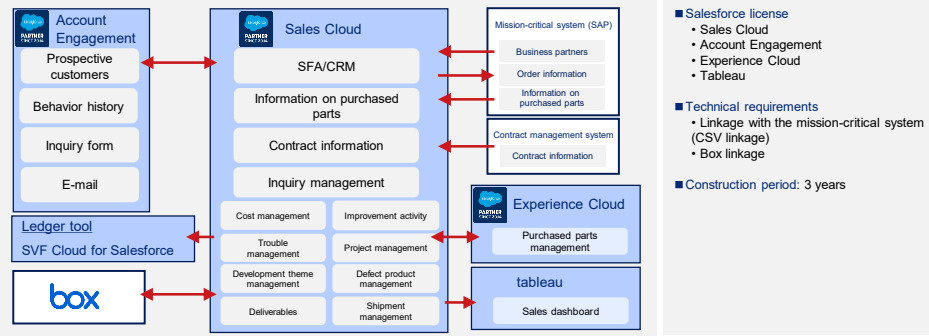 Account
Engagement
Prospective
customers
Behavior history
Inquiry form
E-mail
Ledger tool
SVF Cloud for Salesforce
box
Sales Cloud
SFA/CRM
Information on purchased
parts
Contract information
Inquiry management
Cost management
Improvement activity
Trouble
management
Project management
Development theme
management
Defect product
management
Deliverables
Shipment
management
Mission-critical system (SAP)
Business partners
Order information
Information on
purchased parts
Contract management system
Contract information
salesforce
PARTNER
SINCE 2014
Experience Cloud
Purchased parts
management
tableau
Sales dashboard
■Salesforce license
• Sales Cloud
• Account Engagement
• Experience Cloud
• Tableau
■Technical requirements
• Linkage with the mission-critical system
(CSV linkage)
• Box linkage
■Construction period: 3 years